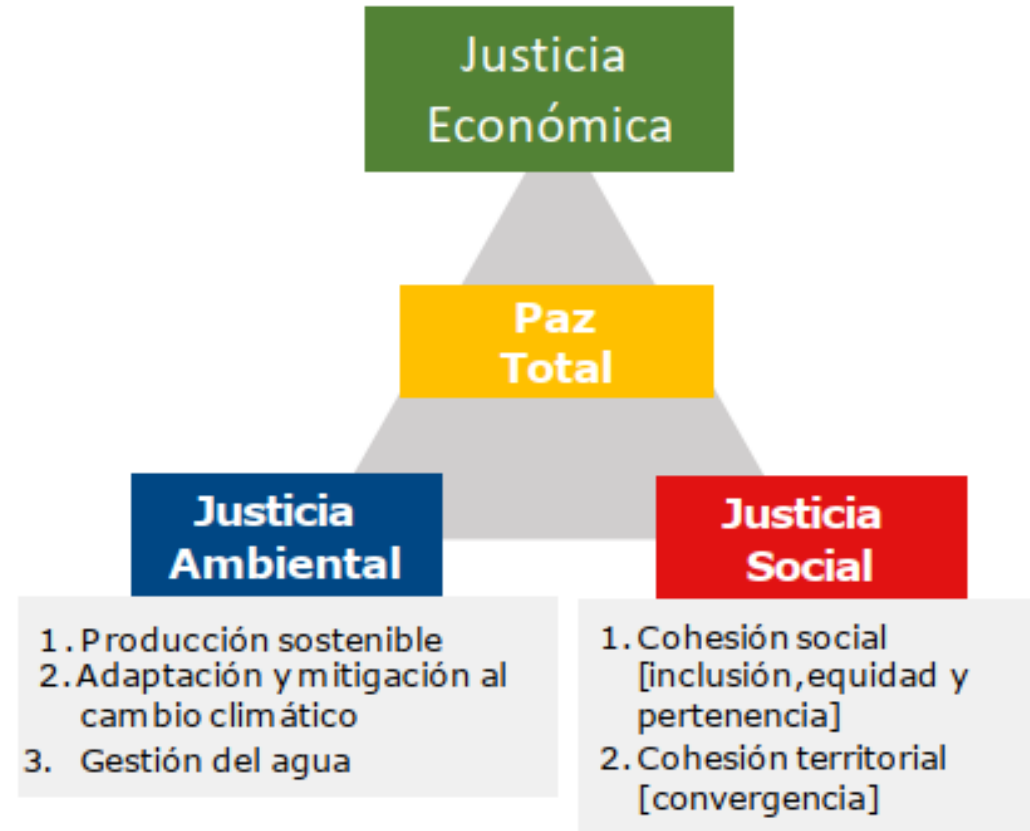 Justicia
Económica
Paz
Total
Justicia
Ambiental
1. Producción sostenible
2. Adaptación y mitigación al
cambio climático
3. Gestión del agua
Justicia
Social
1. Cohesión social
[inclusión, equidad y
pertenencia]
2. Cohesión territorial
[convergencia]